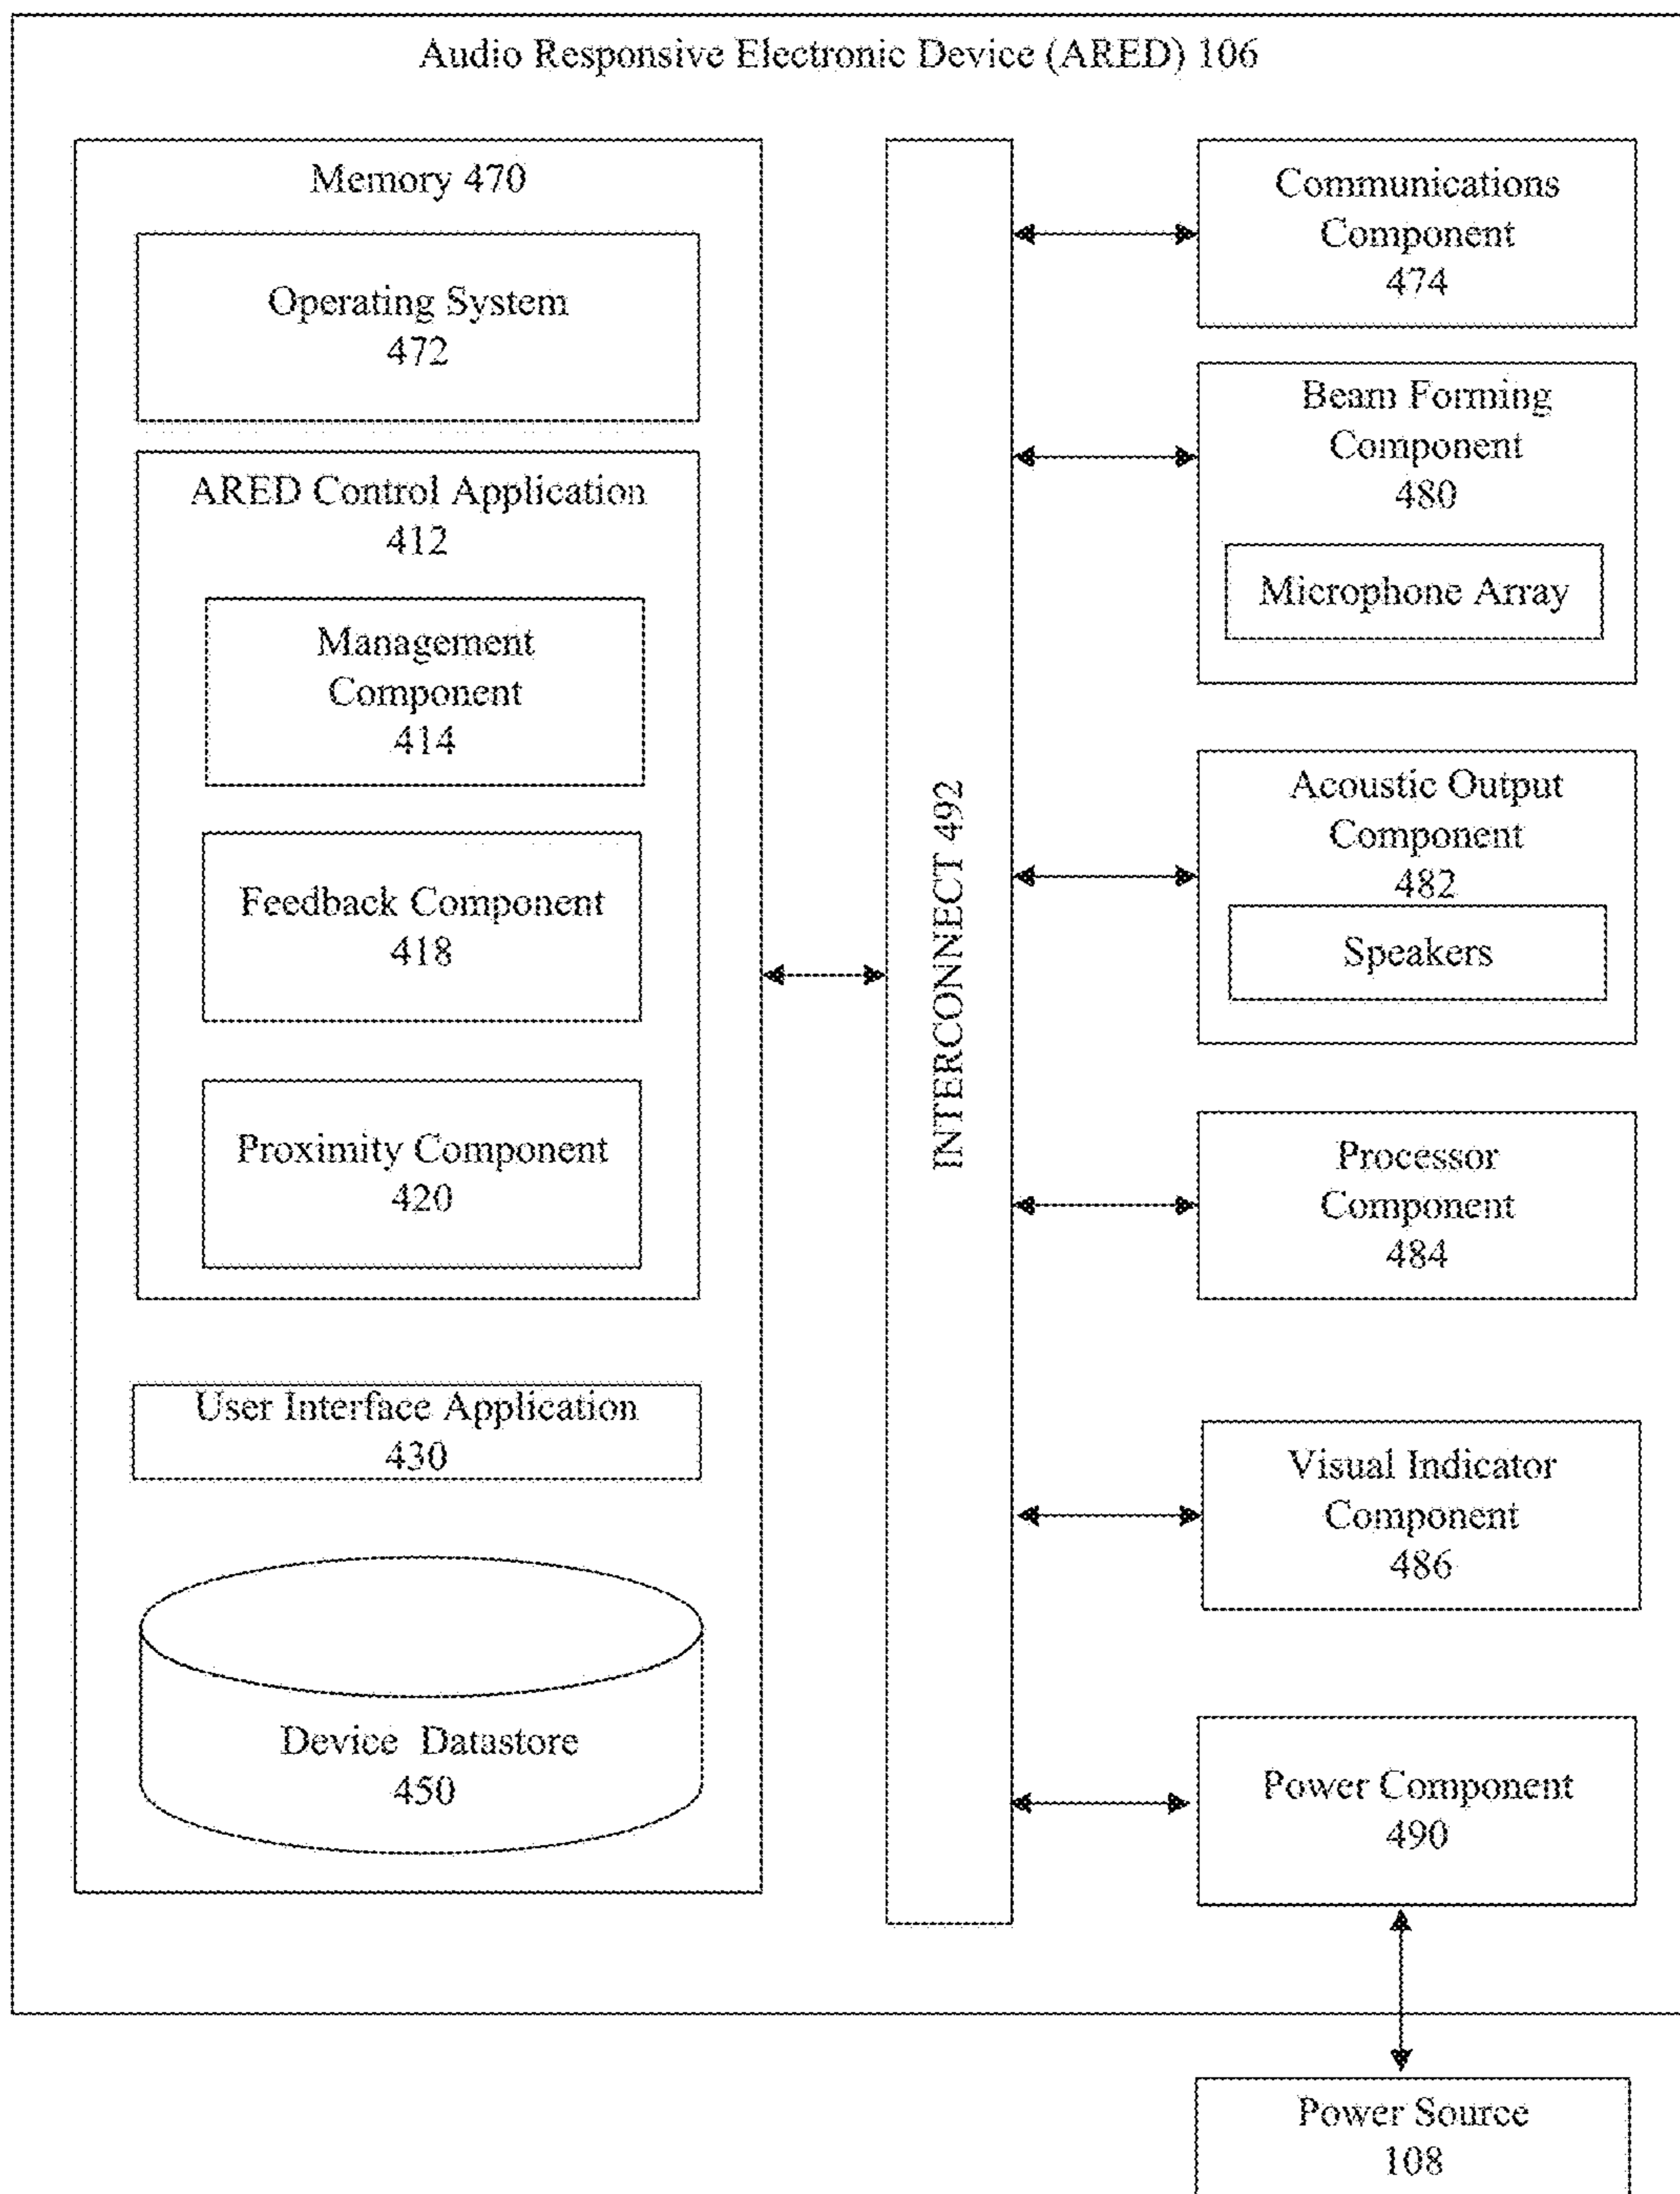 Audio Responsive Electronic Device (ARED) 106
Memory 470
Operating System
472
ARED Control Application
412
Management
Component
414
Feedback Component
418
Proximity Component
420
User Interface Application
430
Device Datastore
450
INTERCONNECT 492
Communications
Component
474
Beam Forming
Component
480
Microphone Array
Acoustic Output
Component
482
Speakers
Processor
Component
484
Visual Indicator
Component
486
Power Component
490
Power Source
108